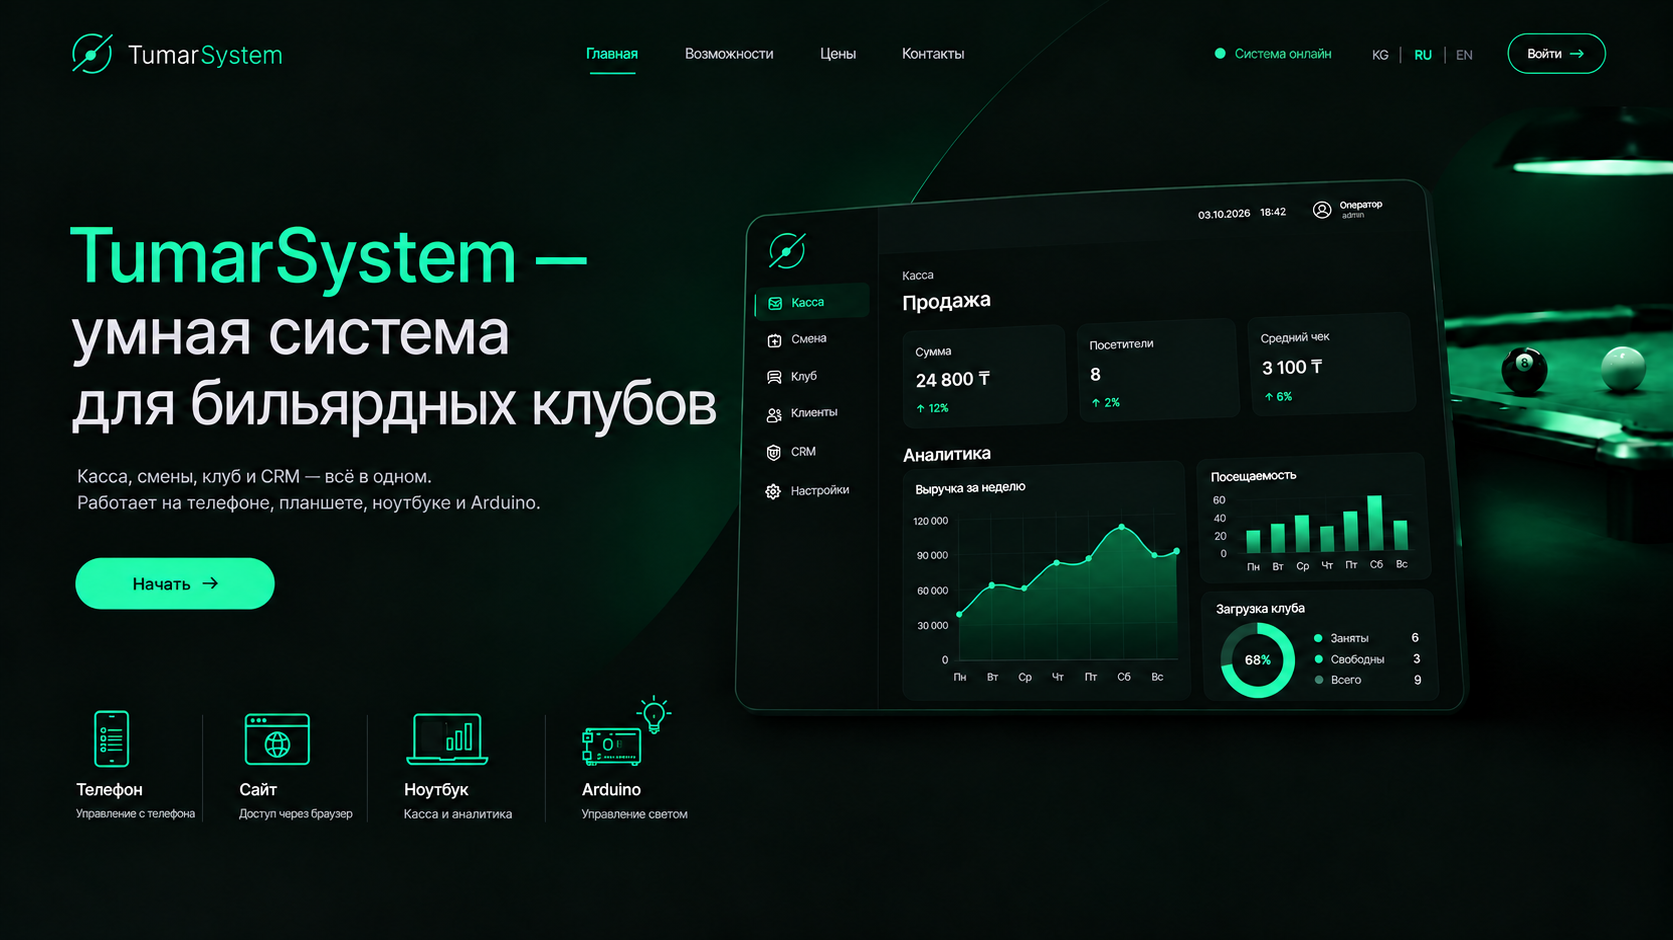 TumarSystem
Главная
Возможности
Цены
Контакты
Система онлайн
KG | RU | EN
Войти →
TumarSystem —
умная система
для бильярдных клубов
Касса, смены, клуб и CRM — всё в одном.
Работает на телефоне, планшете, ноутбуке и Arduino.
Начать →
Телефон
Управление с телефона
Сайт
Доступ через браузер
Ноутбук
Касса и аналитика
Arduino
Управление светом
03.10.2026 18:42
Оператор
admin
Касса
Смена
Клуб
Клиенты
CRM
Настройки
Касса
Продажа
Сумма
24 800 ₸
↑ 12%
Посетители
8
↑ 2%
Средний чек
3 100 ₸
↑ 6%
Аналитика
Выручка за неделю
120 000
90 000
60 000
30 000
0
Пн Вт Ср Чт Пт Сб Вс
Посещаемость
60
40
20
0
Пн Вт Ср Чт Пт Сб Вс
Загрузка клуба
68%
Заняты 6
Свободны 3
Всего 9
8